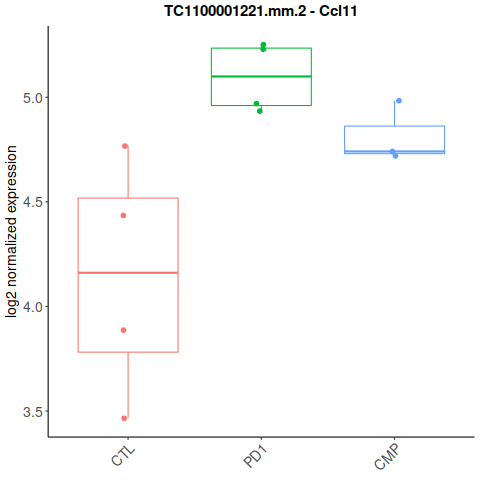 TC1100001221.mm.2 - Ccl11
log2 normalized expression
5.0
4.5
4.0
3.5
CTL
PD1
CMP